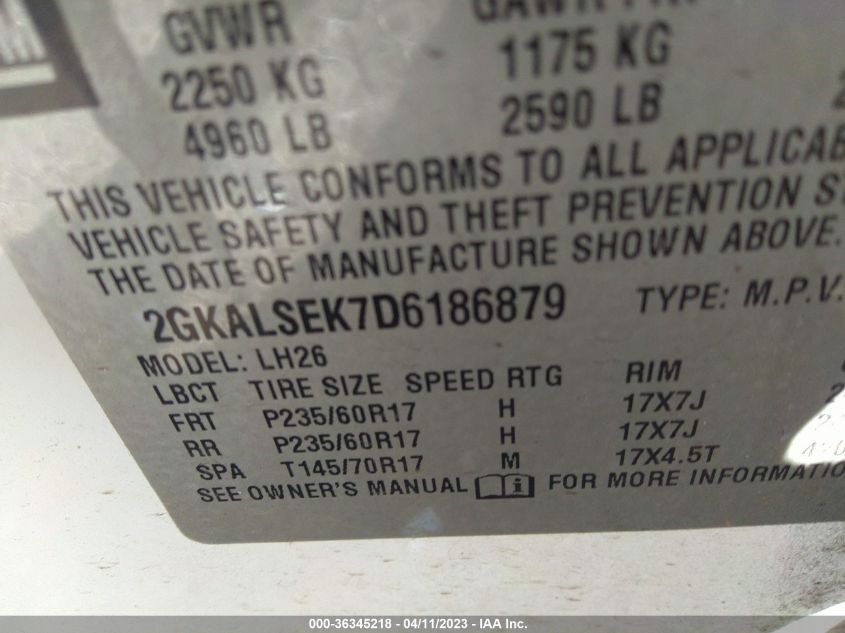 GVWR
2250 KG 1175 KG
4960 LB 2590 LB
THIS VEHICLE CONFORMS TO ALL
VEHICLE SAFETY AND THEFT PREVENTION
THE DATE OF MANUFACTURE SHOWN ABOVE.
2GKALSEK7D6186879 TYPE: M.P.V.
MODEL: LH26
LBCT TIRE SIZE SPEED RTG RIM
FRT P235/60R17 H 17X7J
RR P235/60R17 H 17X7J
SPA T145/70R17 M 17X4.5T
SEE OWNER'S MANUAL i FOR MORE
000-36345218 - 04/11/2023 - IAA Inc.